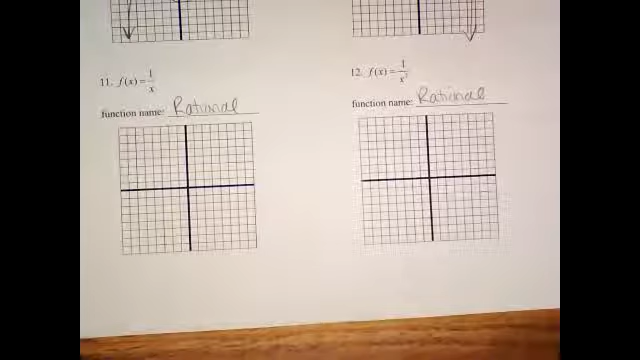 11. f(x) = 1/x
function name: Rational
12. f(x) = 1/x²
function name: Rational